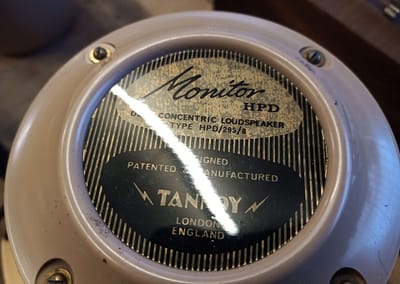 Monitor
HPD
CONCENTRIC LOUDSPEAKER
TYPE HPD/295/8
PATENTED & MANUFACTURED
TANNOY
LONDON
ENGLAND